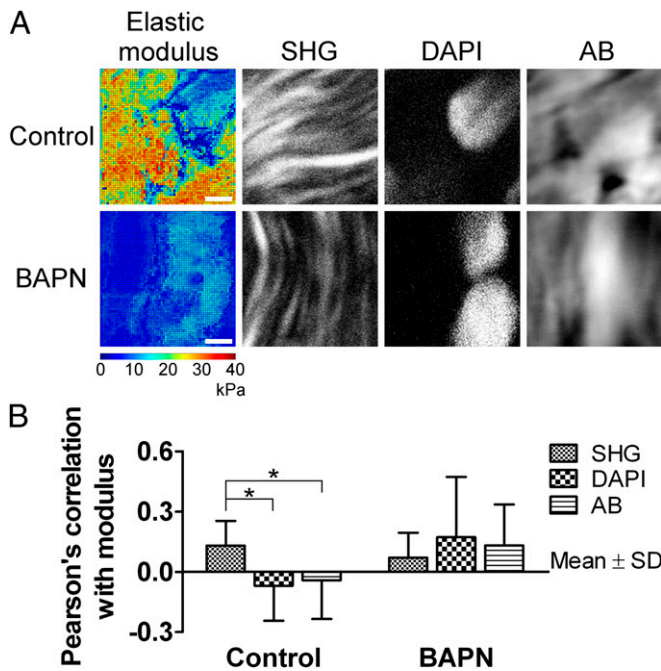 A
Elastic
modulus
SHG
DAPI
AB
Control
BAPN
0 10 20 30 40
kPa
B
Pearson's correlation
with modulus
0.6
0.3
0.0
-0.3
*
*
SHG
DAPI
AB
Mean ± SD
Control
BAPN